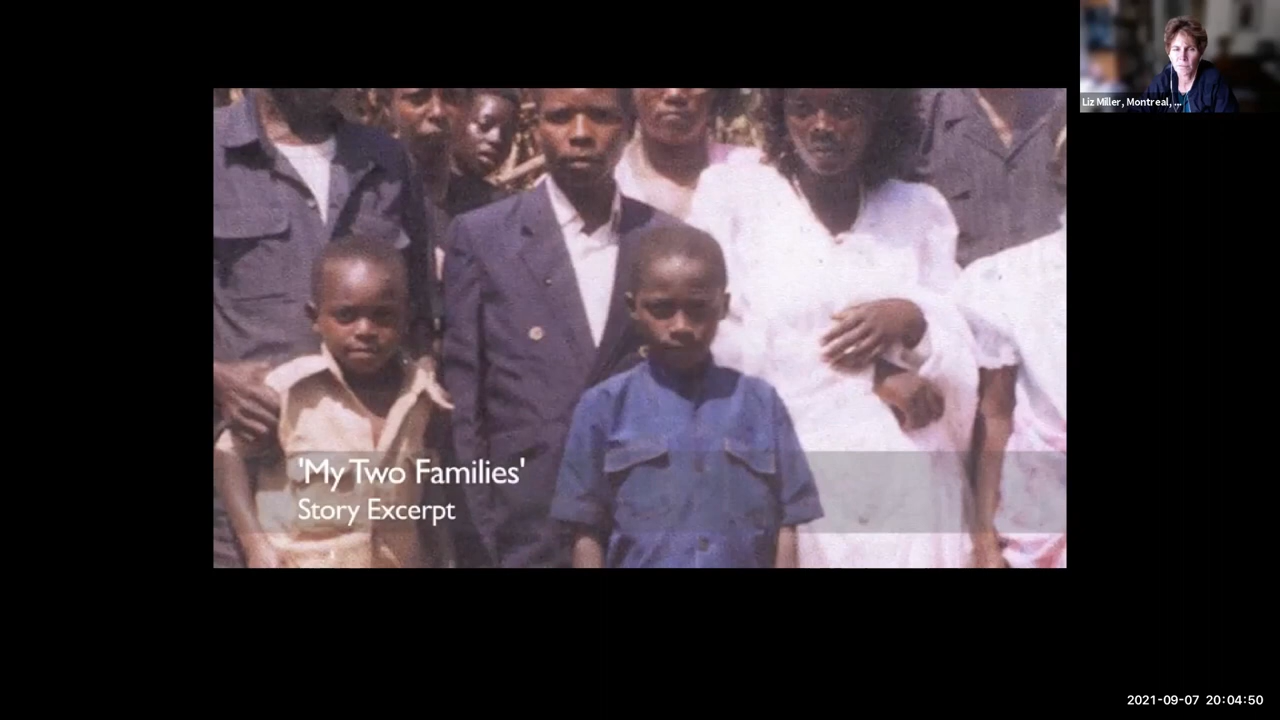 Liz Miller, Montreal, ...
'My Two Families'
Story Excerpt
2021-09-07 20:04:50